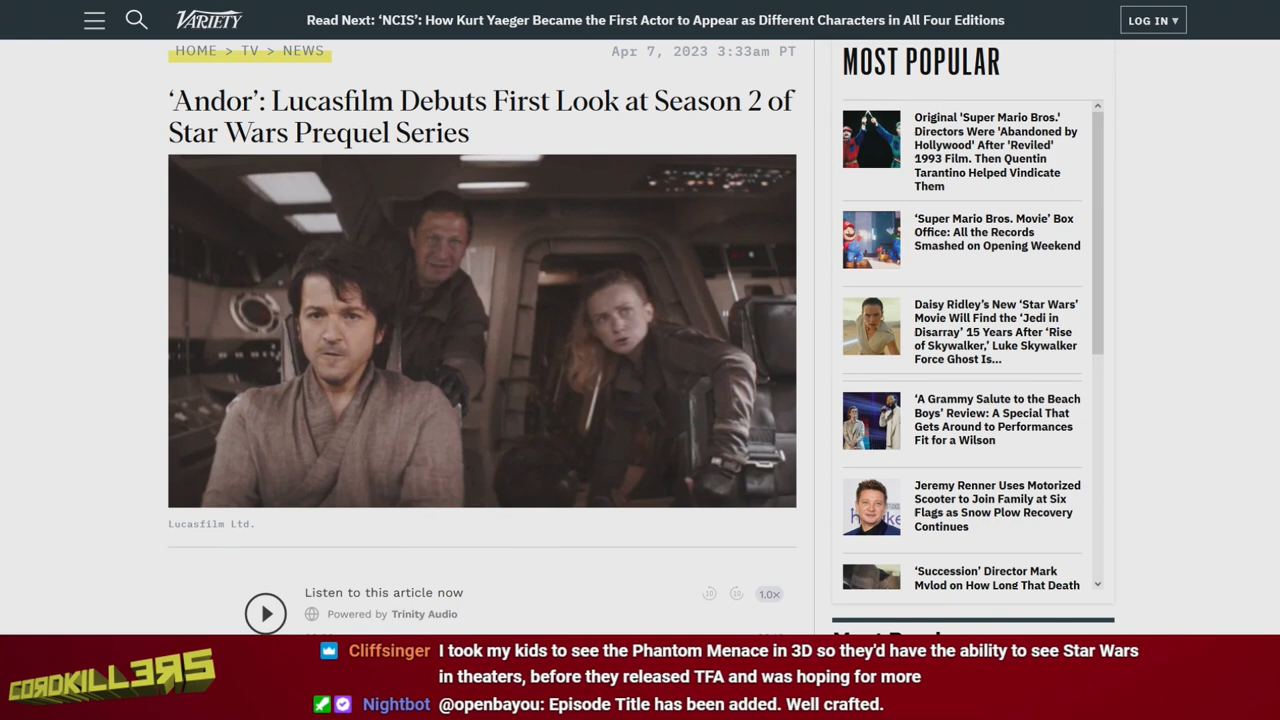 VARIETY
Read Next: ‘NCIS’: How Kurt Yaeger Became the First Actor to Appear as Different Characters in All Four Editions
LOG IN ▾
HOME > TV > NEWS
Apr 7, 2023 3:33am PT
‘Andor’: Lucasfilm Debuts First Look at Season 2 of
Star Wars Prequel Series
Lucasfilm Ltd.
Listen to this article now
10
10
1.0×
Powered by Trinity Audio
MOST POPULAR
Original 'Super Mario Bros.'
Directors Were 'Abandoned by
Hollywood' After 'Reviled'
1993 Film. Then Quentin
Tarantino Helped Vindicate
Them
‘Super Mario Bros. Movie’ Box
Office: All the Records
Smashed on Opening Weekend
Daisy Ridley’s New ‘Star Wars’
Movie Will Find the ‘Jedi in
Disarray’ 15 Years After ‘Rise
of Skywalker,’ Luke Skywalker
Force Ghost Is...
‘A Grammy Salute to the Beach
Boys’ Review: A Special That
Gets Around to Performances
Fit for a Wilson
Jeremy Renner Uses Motorized
Scooter to Join Family at Six
Flags as Snow Plow Recovery
Continues
‘Succession’ Director Mark
Mylod on How Long That Death
CORDKILLERS
Cliffsinger I took my kids to see the Phantom Menace in 3D so they'd have the ability to see Star Wars
in theaters, before they released TFA and was hoping for more
Nightbot @openbayou: Episode Title has been added. Well crafted.